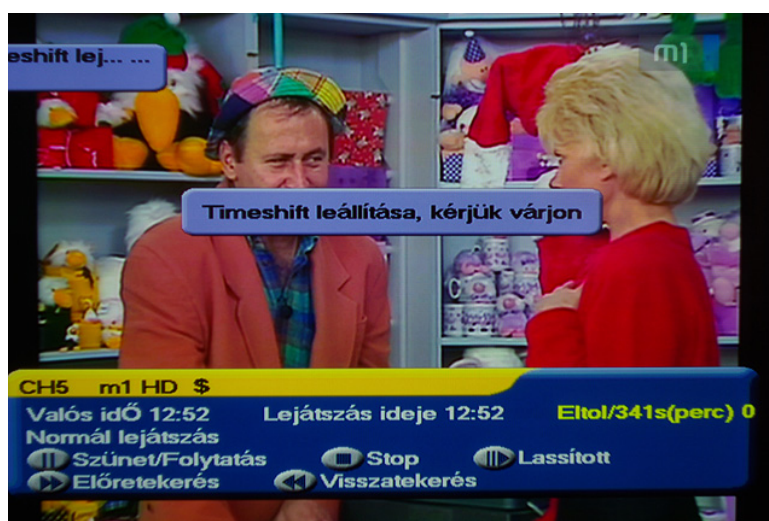 eshift lej... ...
m1
Timeshift leállítása, kérjük várjon
CH5 m1 HD $
Valós idŐ 12:52 Lejátszás ideje 12:52 Eltol/341s(perc) 0
Normál lejátszás
Szünet/Folytatás Stop Lassított
Előretekerés Visszatekerés